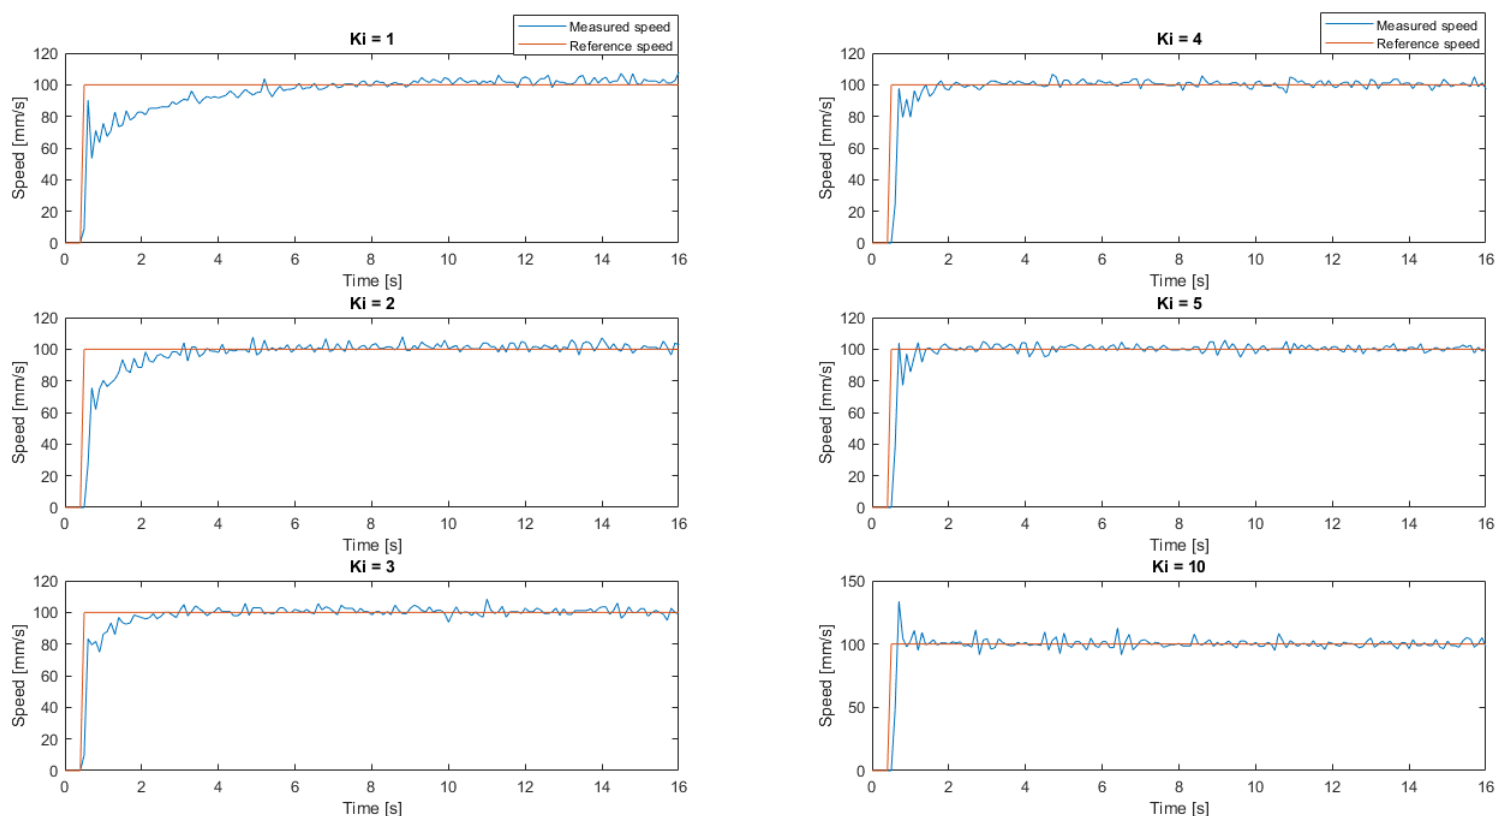 Ki = 1
Measured speed
Reference speed
120
100
80
60
40
20
0
Speed [mm/s]
0 2 4 6 8 10 12 14 16
Time [s]
Ki = 2
120
100
80
60
40
20
0
Speed [mm/s]
0 2 4 6 8 10 12 14 16
Time [s]
Ki = 3
120
100
80
60
40
20
0
Speed [mm/s]
0 2 4 6 8 10 12 14 16
Time [s]
Ki = 4
Measured speed
Reference speed
120
100
80
60
40
20
0
Speed [mm/s]
0 2 4 6 8 10 12 14 16
Time [s]
Ki = 5
120
100
80
60
40
20
0
Speed [mm/s]
0 2 4 6 8 10 12 14 16
Time [s]
Ki = 10
150
100
50
0
Speed [mm/s]
0 2 4 6 8 10 12 14 16
Time [s]